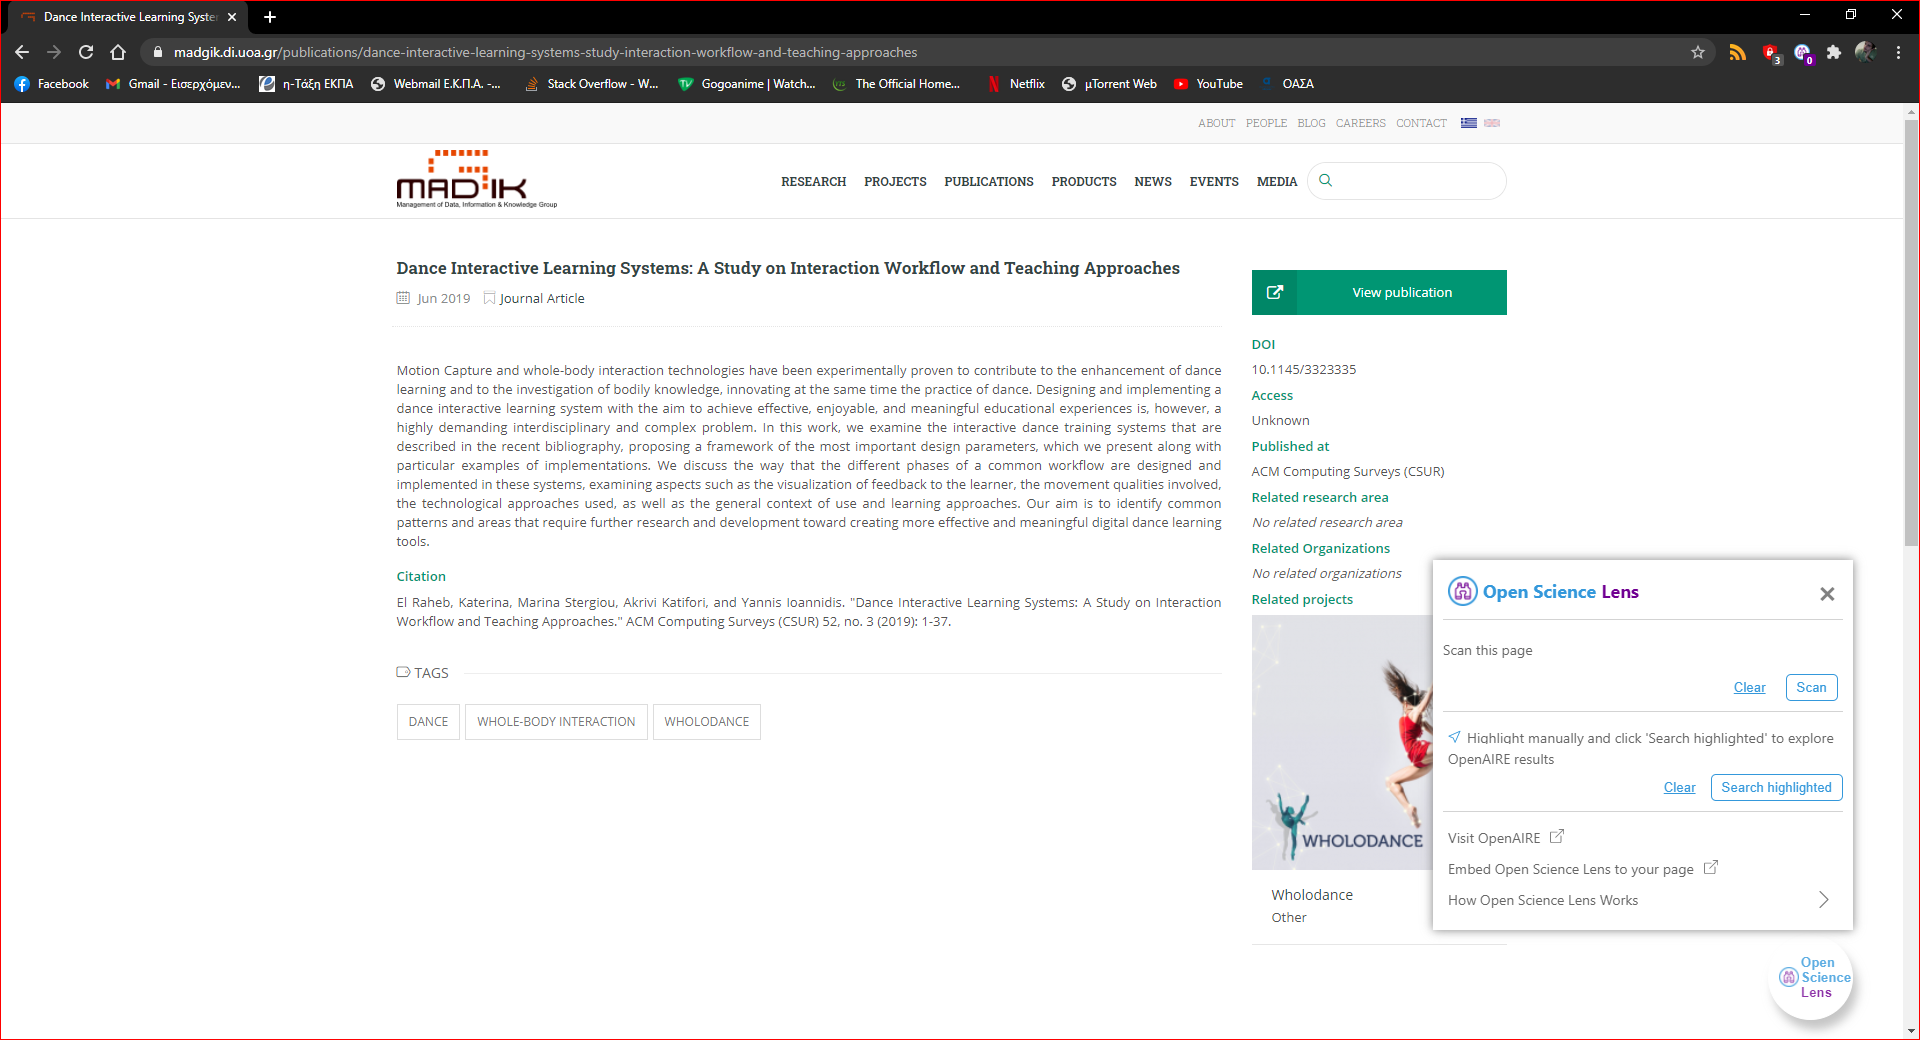 Dance Interactive Learning Syster
madgik.di.uoa.gr/publications/dance-interactive-learning-systems-study-interaction-workflow-and-teaching-approaches
3
0
Facebook
Gmail - Εισερχόμεν...
η-Τάξη ΕΚΠΑ
Webmail Ε.Κ.Π.Α. -...
Stack Overflow - W...
Gogoanime | Watch...
The Official Home...
Netflix
μTorrent Web
YouTube
ΟΑΣΑ
ABOUT PEOPLE BLOG CAREERS CONTACT
MADGIK
Management of Data, Information & Knowledge Group
RESEARCH PROJECTS PUBLICATIONS PRODUCTS NEWS EVENTS MEDIA
Dance Interactive Learning Systems: A Study on Interaction Workflow and Teaching Approaches
Jun 2019 Journal Article
Motion Capture and whole-body interaction technologies have been experimentally proven to contribute to the enhancement of dance
learning and to the investigation of bodily knowledge, innovating at the same time the practice of dance. Designing and implementing a
dance interactive learning system with the aim to achieve effective, enjoyable, and meaningful educational experiences is, however, a
highly demanding interdisciplinary and complex problem. In this work, we examine the interactive dance training systems that are
described in the recent bibliography, proposing a framework of the most important design parameters, which we present along with
particular examples of implementations. We discuss the way that the different phases of a common workflow are designed and
implemented in these systems, examining aspects such as the visualization of feedback to the learner, the movement qualities involved,
the technological approaches used, as well as the general context of use and learning approaches. Our aim is to identify common
patterns and areas that require further research and development toward creating more effective and meaningful digital dance learning
tools.
Citation
El Raheb, Katerina, Marina Stergiou, Akrivi Katifori, and Yannis Ioannidis. "Dance Interactive Learning Systems: A Study on Interaction
Workflow and Teaching Approaches." ACM Computing Surveys (CSUR) 52, no. 3 (2019): 1-37.
TAGS
DANCE WHOLE-BODY INTERACTION WHOLODANCE
View publication
DOI
10.1145/3323335
Access
Unknown
Published at
ACM Computing Surveys (CSUR)
Related research area
No related research area
Related Organizations
No related organizations
Related projects
WHOLODANCE
Wholodance
Other
Open Science Lens
Scan this page
Clear Scan
Highlight manually and click 'Search highlighted' to explore
OpenAIRE results
Clear Search highlighted
Visit OpenAIRE
Embed Open Science Lens to your page
How Open Science Lens Works
Open
Science
Lens